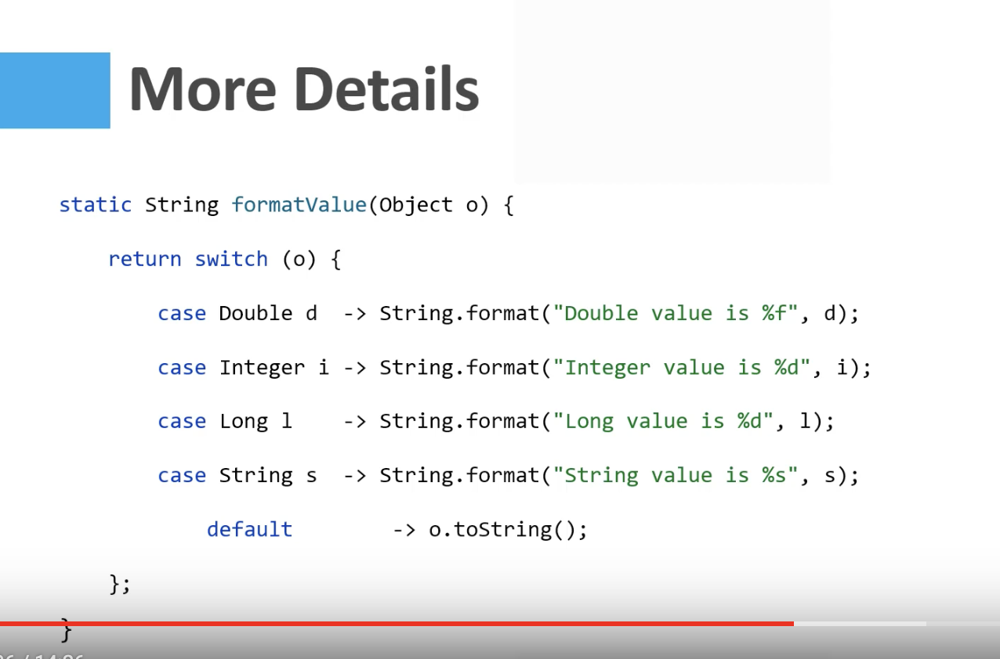 More Details
static String formatValue(Object o) {
return switch (o) {
case Double d -> String.format("Double value is %f", d);
case Integer i -> String.format("Integer value is %d", i);
case Long l -> String.format("Long value is %d", l);
case String s -> String.format("String value is %s", s);
default -> o.toString();
};
}